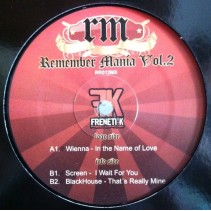 rm
Remember Mania Vol.2
FK
FRENETIK
A1. Wienna - In the Name of Love
B1. Screen - I Wait For You
B2. BlackHouse - That's Really Mine